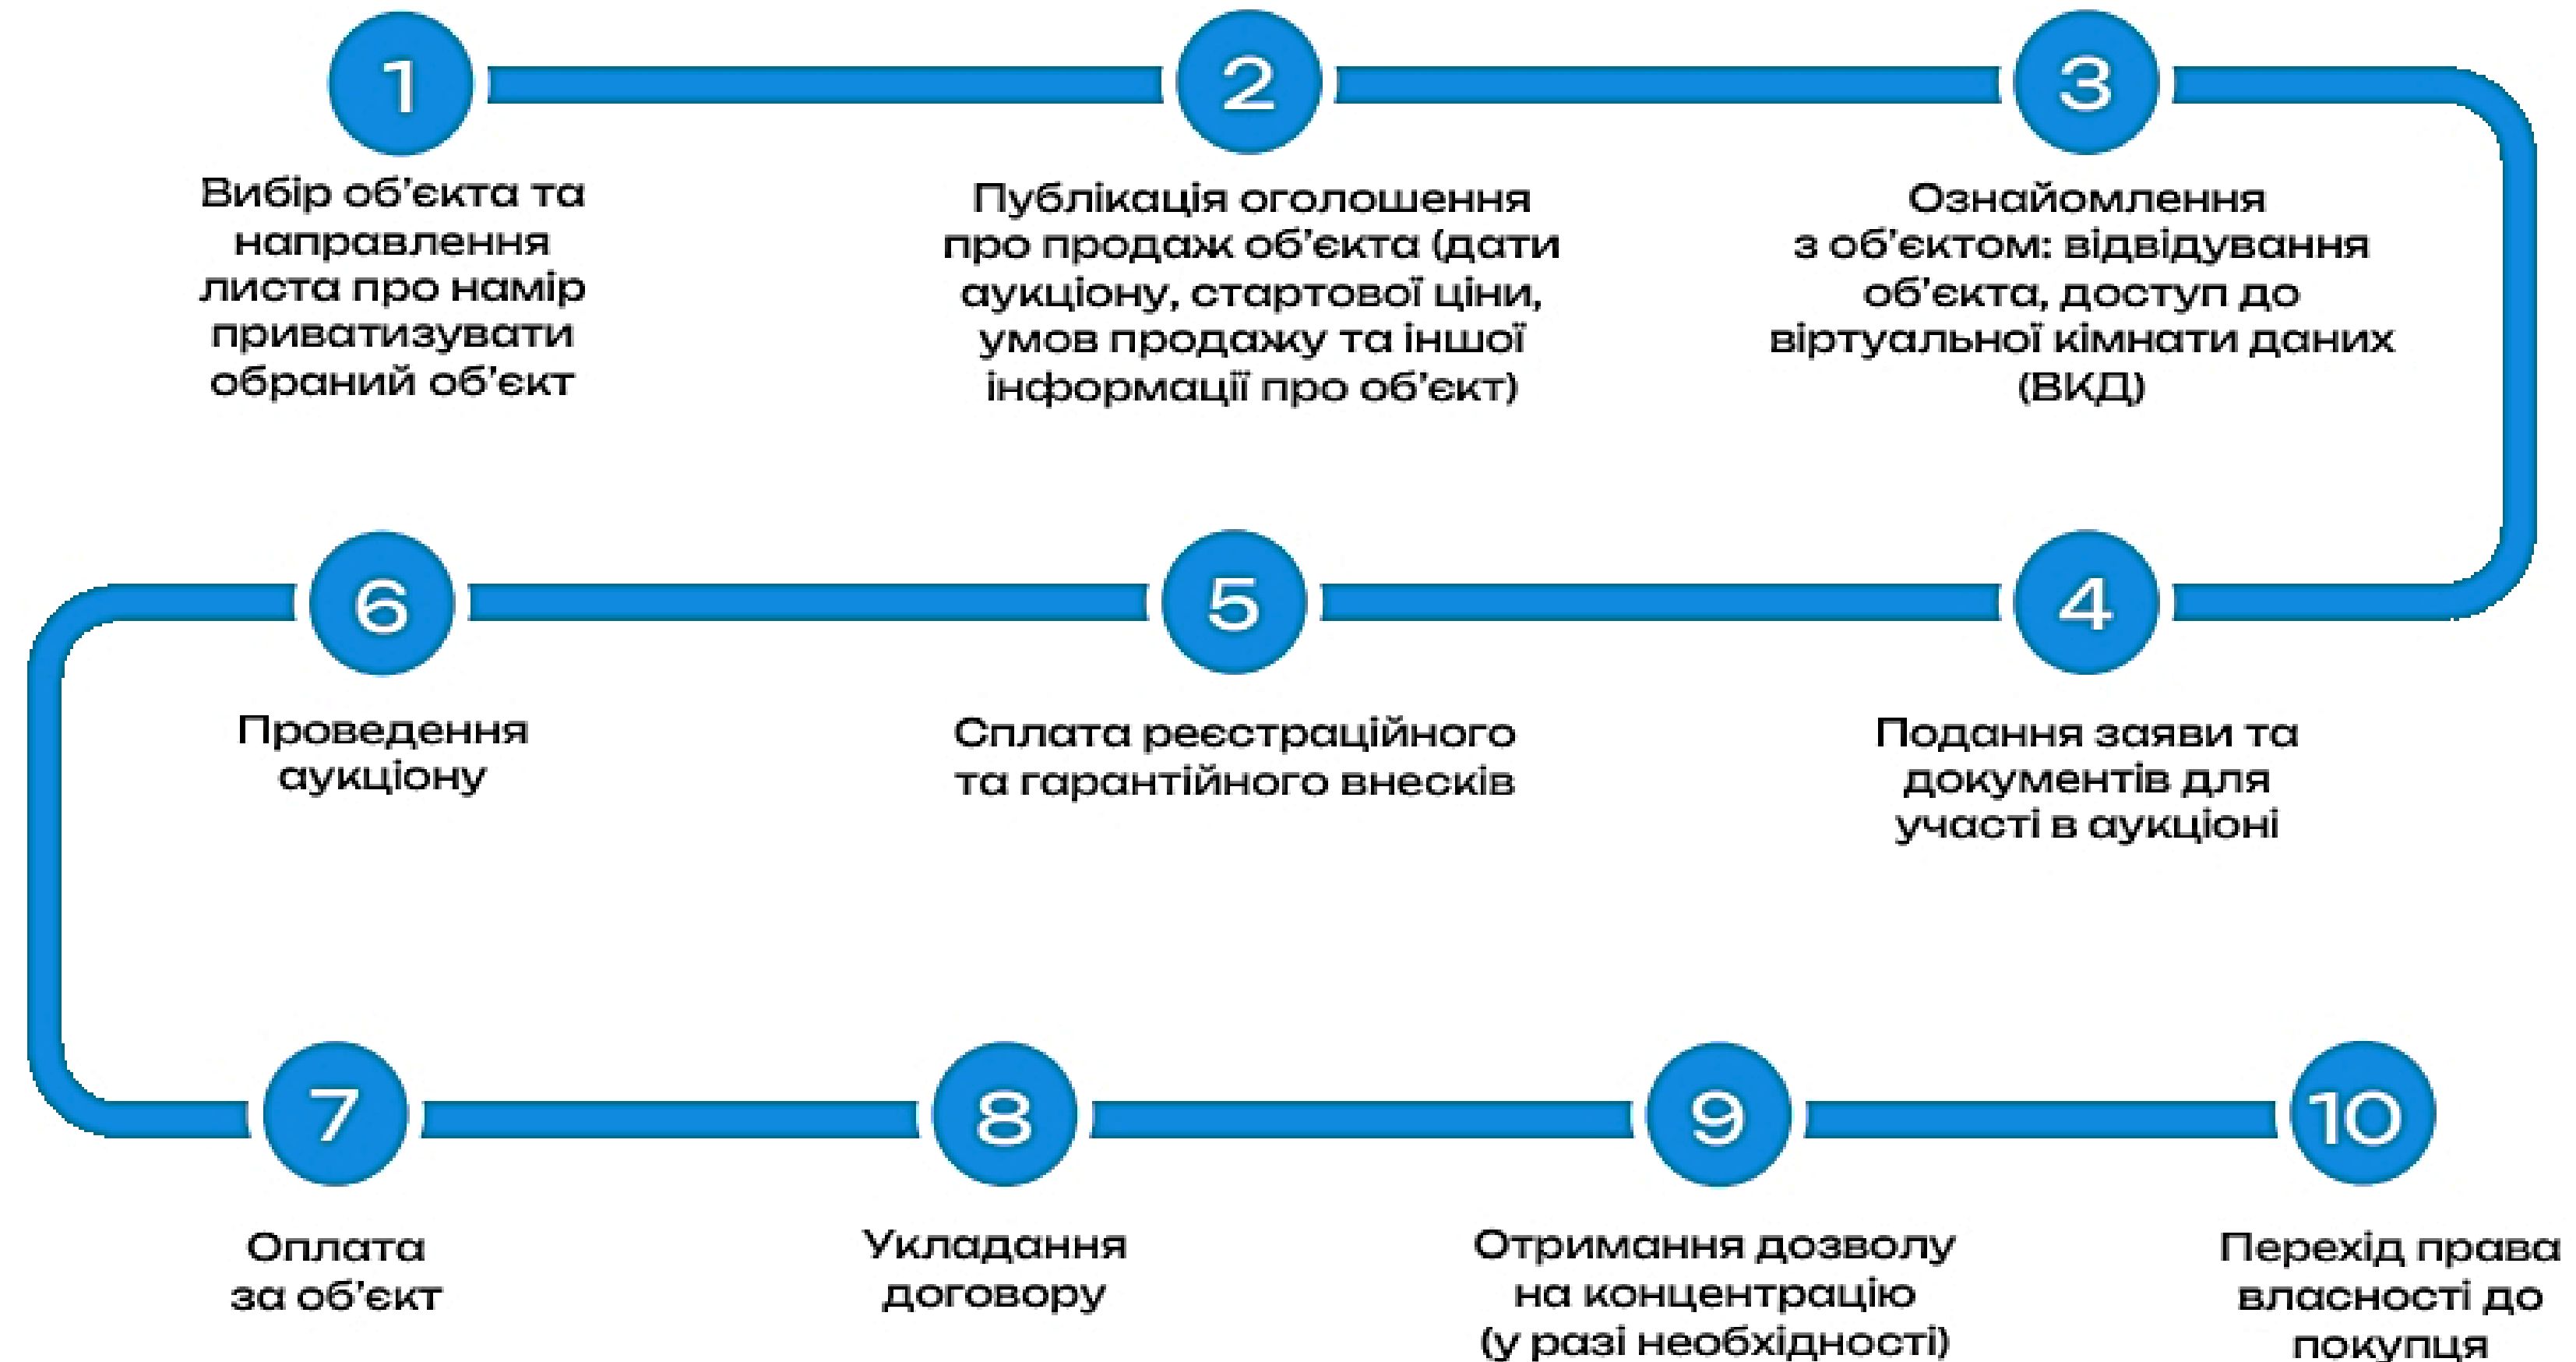 1
Вибір об'єкта та
направлення
листа про намір
приватизувати
обраний об'єкт
2
Публікація оголошення
про продаж об'єкта (дати
аукціону, стартової ціни,
умов продажу та іншої
інформації про об'єкт)
3
Ознайомлення
з об'єктом: відвідування
об'єкта, доступ до
віртуальної кімнати даних
(ВКД)
4
Подання заяви та
документів для
участі в аукціоні
5
Сплата реєстраційного
та гарантійного внесків
6
Проведення
аукціону
7
Оплата
за об'єкт
8
Укладання
договору
9
Отримання дозволу
на концентрацію
(у разі необхідності)
10
Перехід права
власності до
покупця